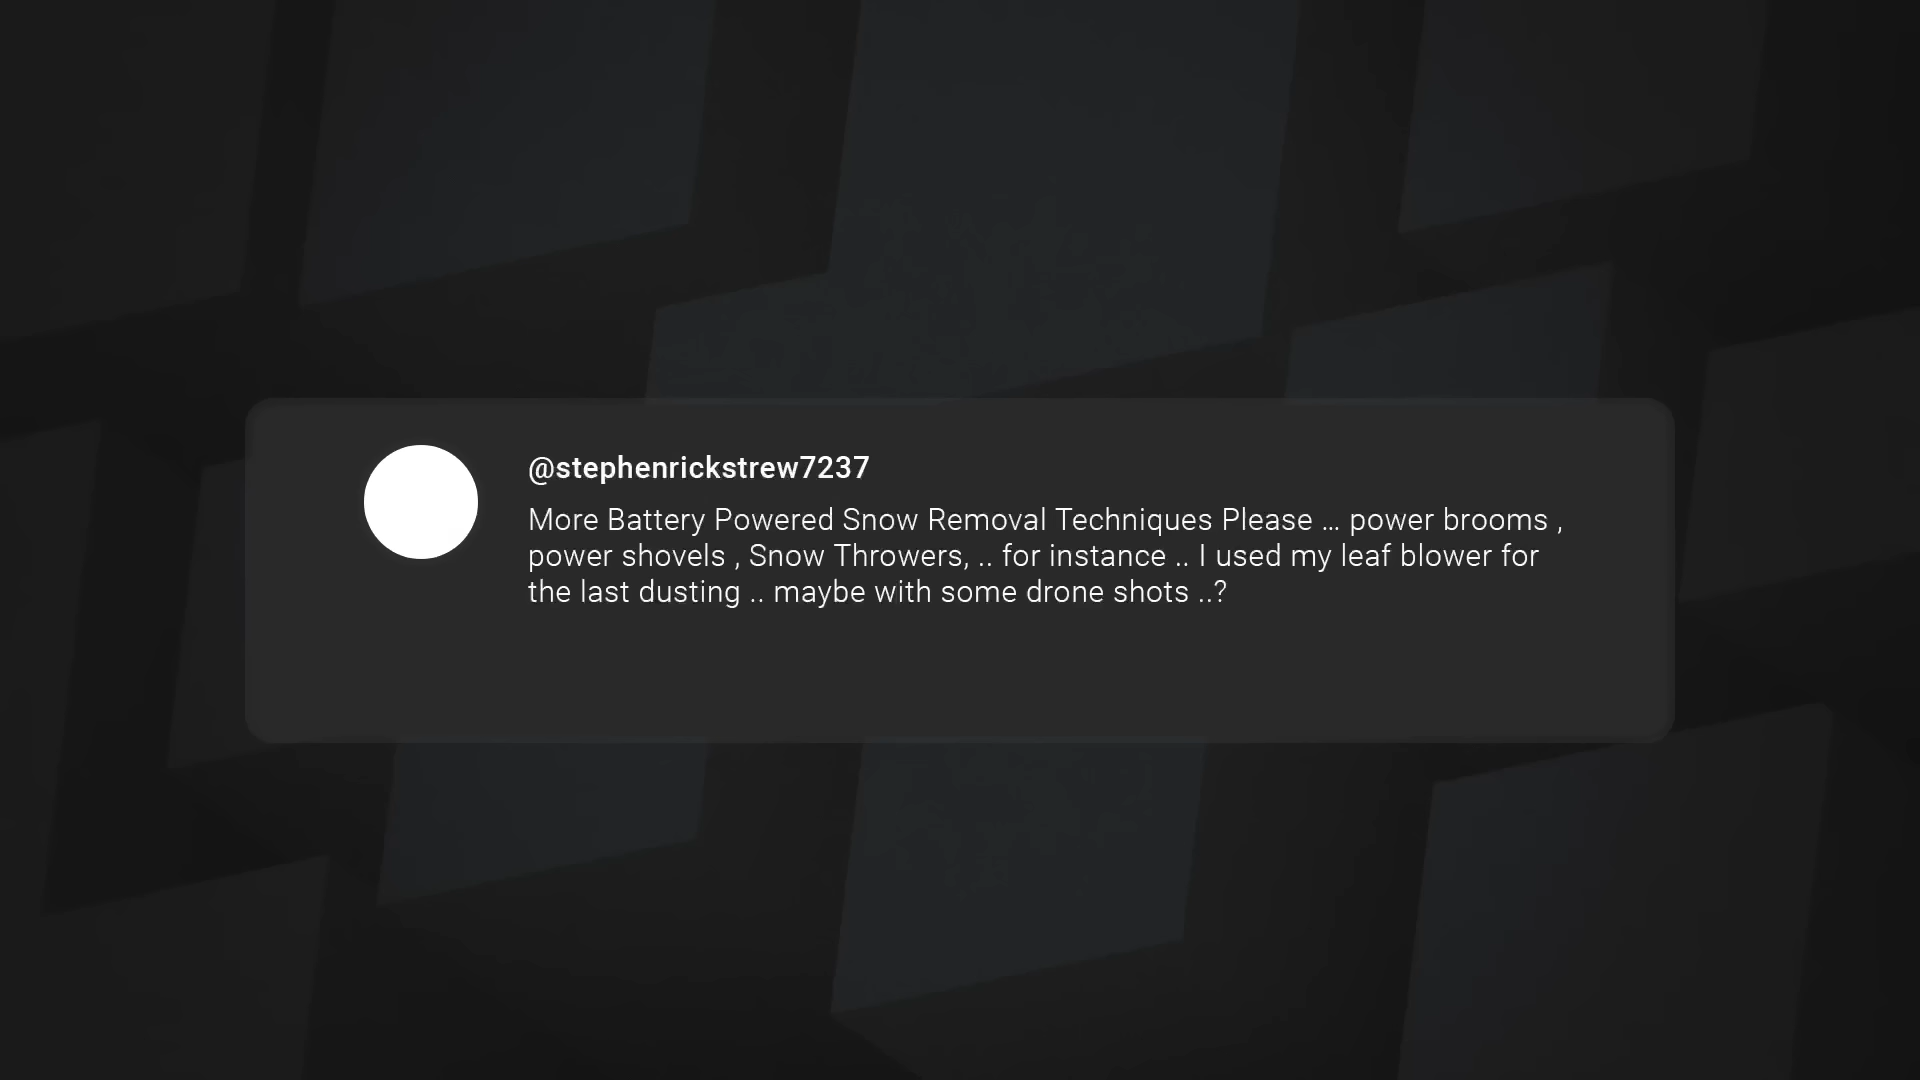 @stephenrickstrew7237
More Battery Powered Snow Removal Techniques Please ... power brooms ,
power shovels , Snow Throwers, .. for instance .. I used my leaf blower for
the last dusting .. maybe with some drone shots ..?